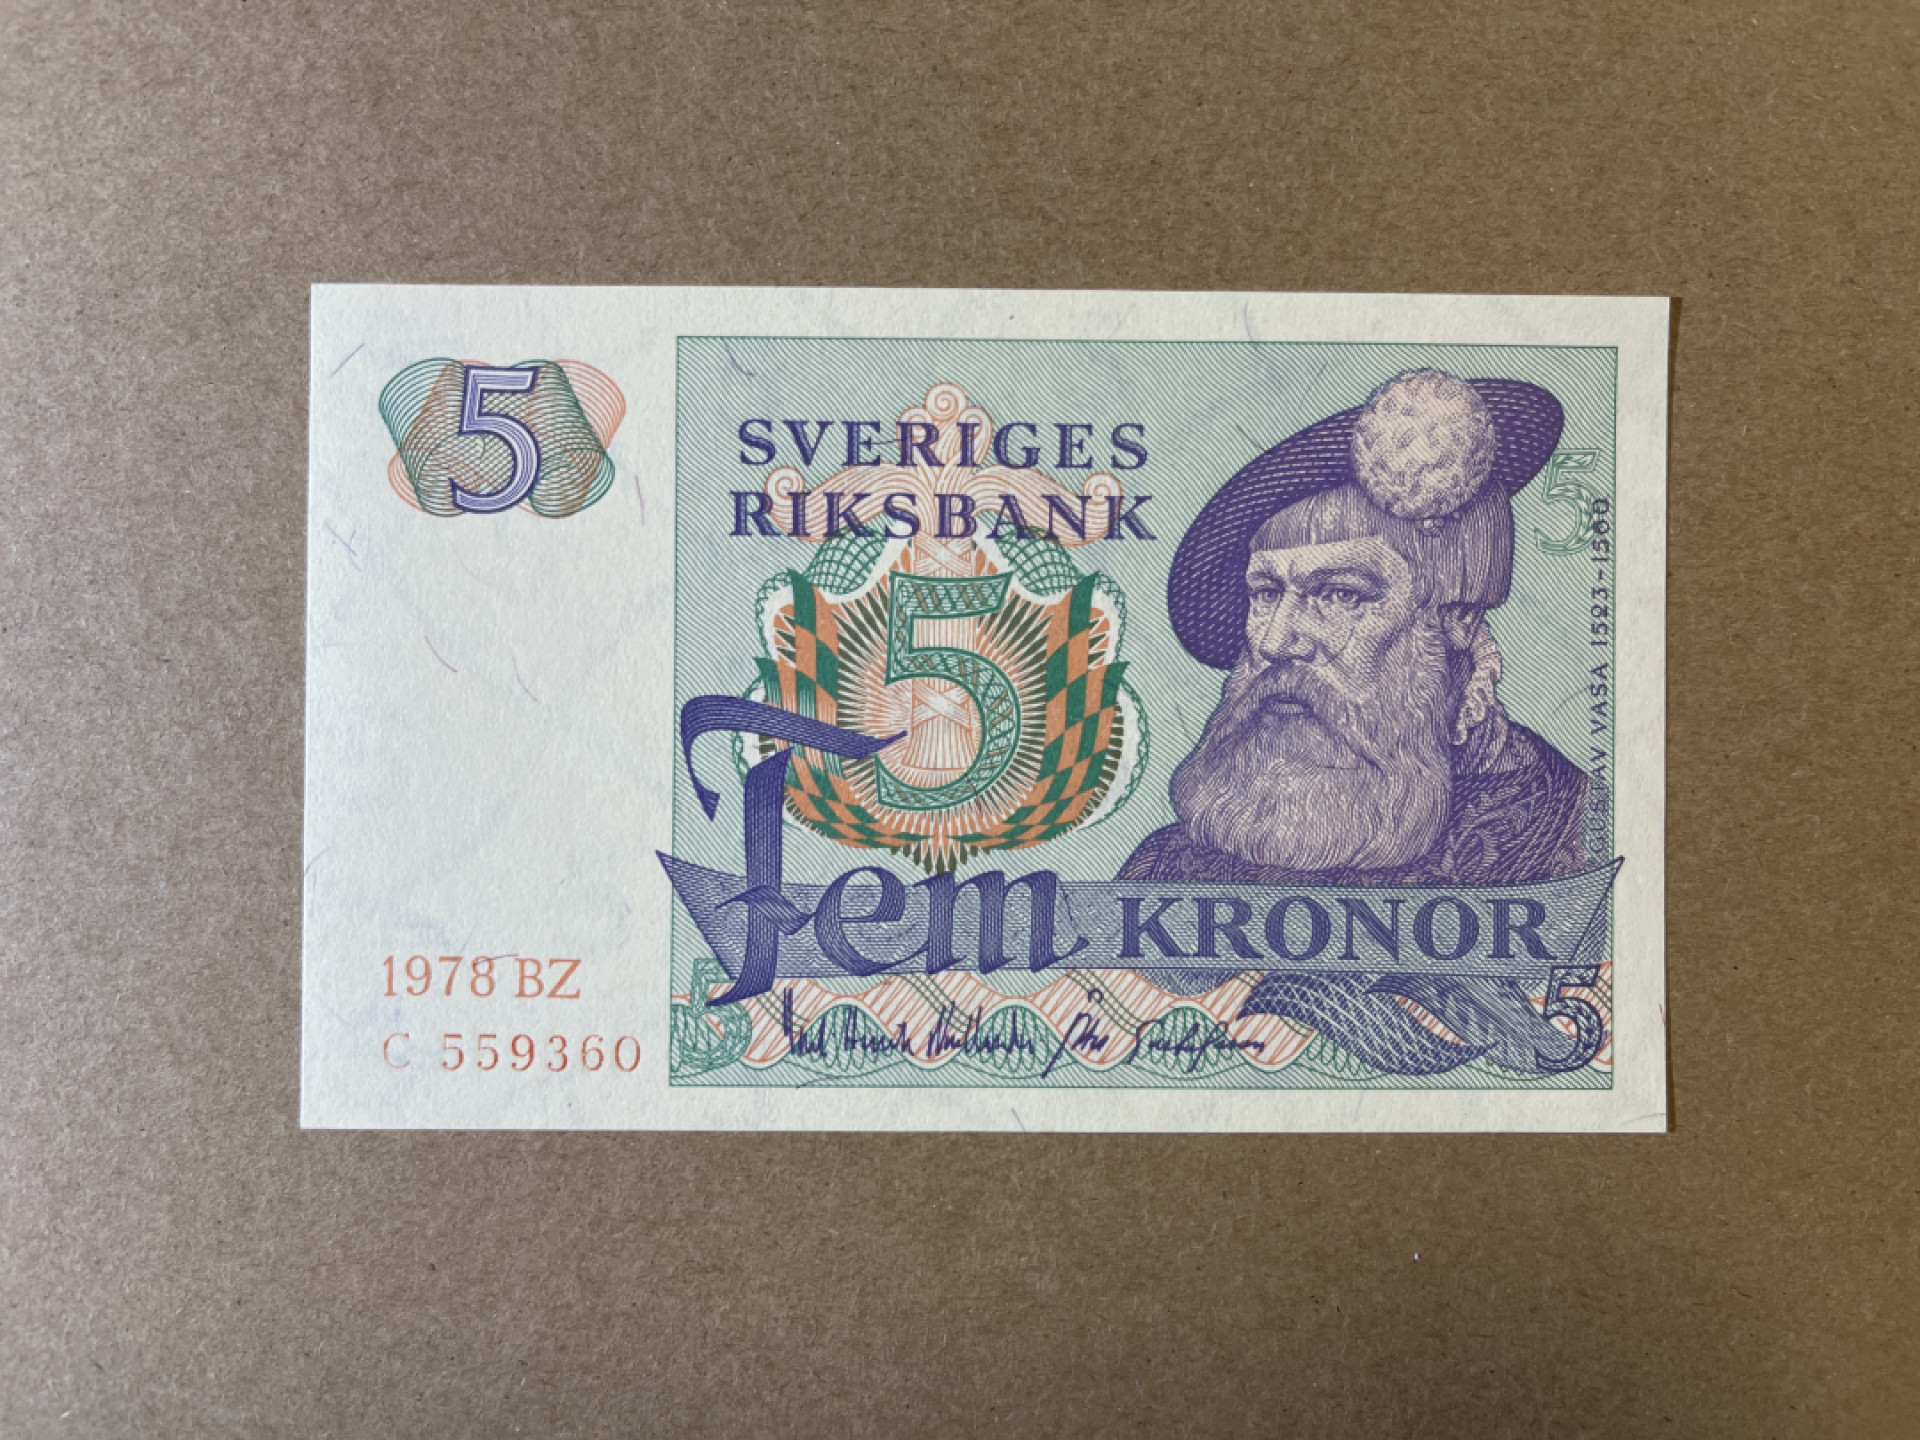 5
SVERIGES
RIKSBANK
5
5
GUSTAV VASA 1523-1560
Fem KRONOR
1978 BZ
C 559360
5
5